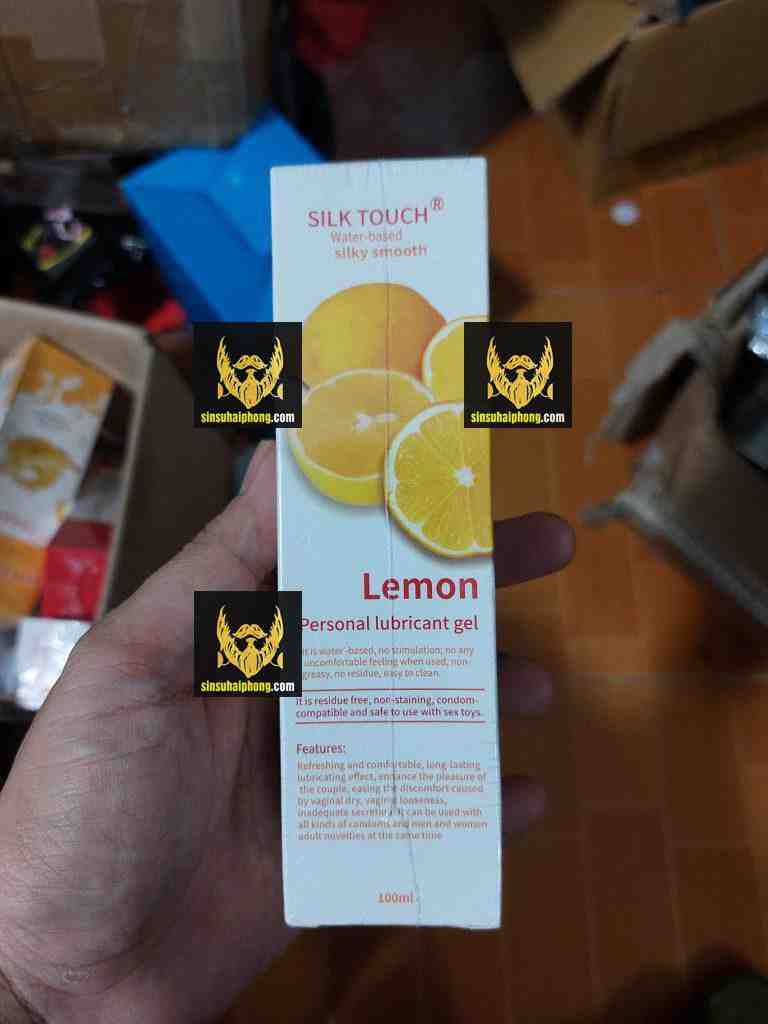 SILK TOUCH®
Water-based
silky smooth
sinsuhaiphong.com
sinsuhaiphong.com
Lemon
Personal lubricant gel
sinsuhaiphong.com
it is water-based, no stimulation; no any
uncomfortable feeling when used; non-
greasy, no residue, easy to clean.
it is residue free, non-staining, condom-
compatible and safe to use with sex toys.
Features:
Refreshing and comfortable, long-lasting
lubricating effect, enhance the pleasure of
the couple, easing the discomfort caused
by vaginal dry, vagina looseness,
inadequate secretion. It can be used with
all kinds of condoms and men and women
adult novelties at the same time
100ml